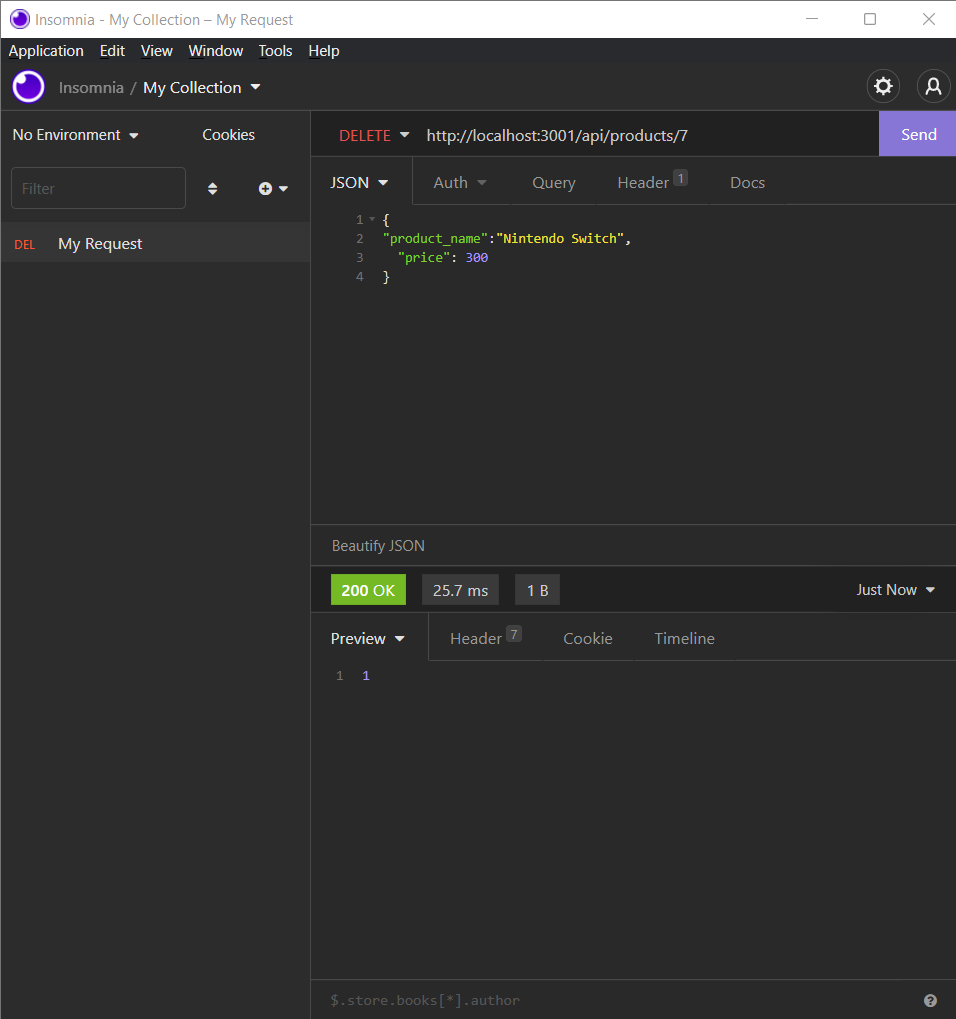 Insomnia - My Collection – My Request
Application Edit View Window Tools Help
Insomnia / My Collection
No Environment Cookies
DELETE http://localhost:3001/api/products/7 Send
Filter
JSON Auth Query Header 1 Docs
DEL My Request
1 {
2 "product_name":"Nintendo Switch",
3 "price": 300
4 }
Beautify JSON
200 OK 25.7 ms 1 B Just Now
Preview Header 7 Cookie Timeline
1 1
$.store.books[*].author